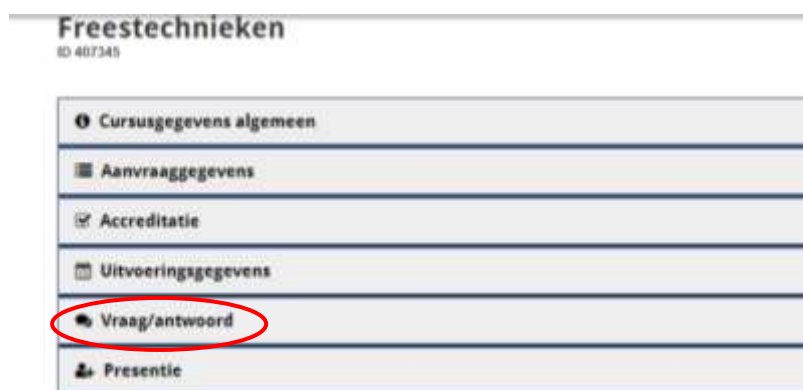 Freestechnieken
ID 407345
Cursusgegevens algemeen
Aanvraaggegevens
Accreditatie
Uitvoeringsgegevens
Vraag/antwoord
Presentie